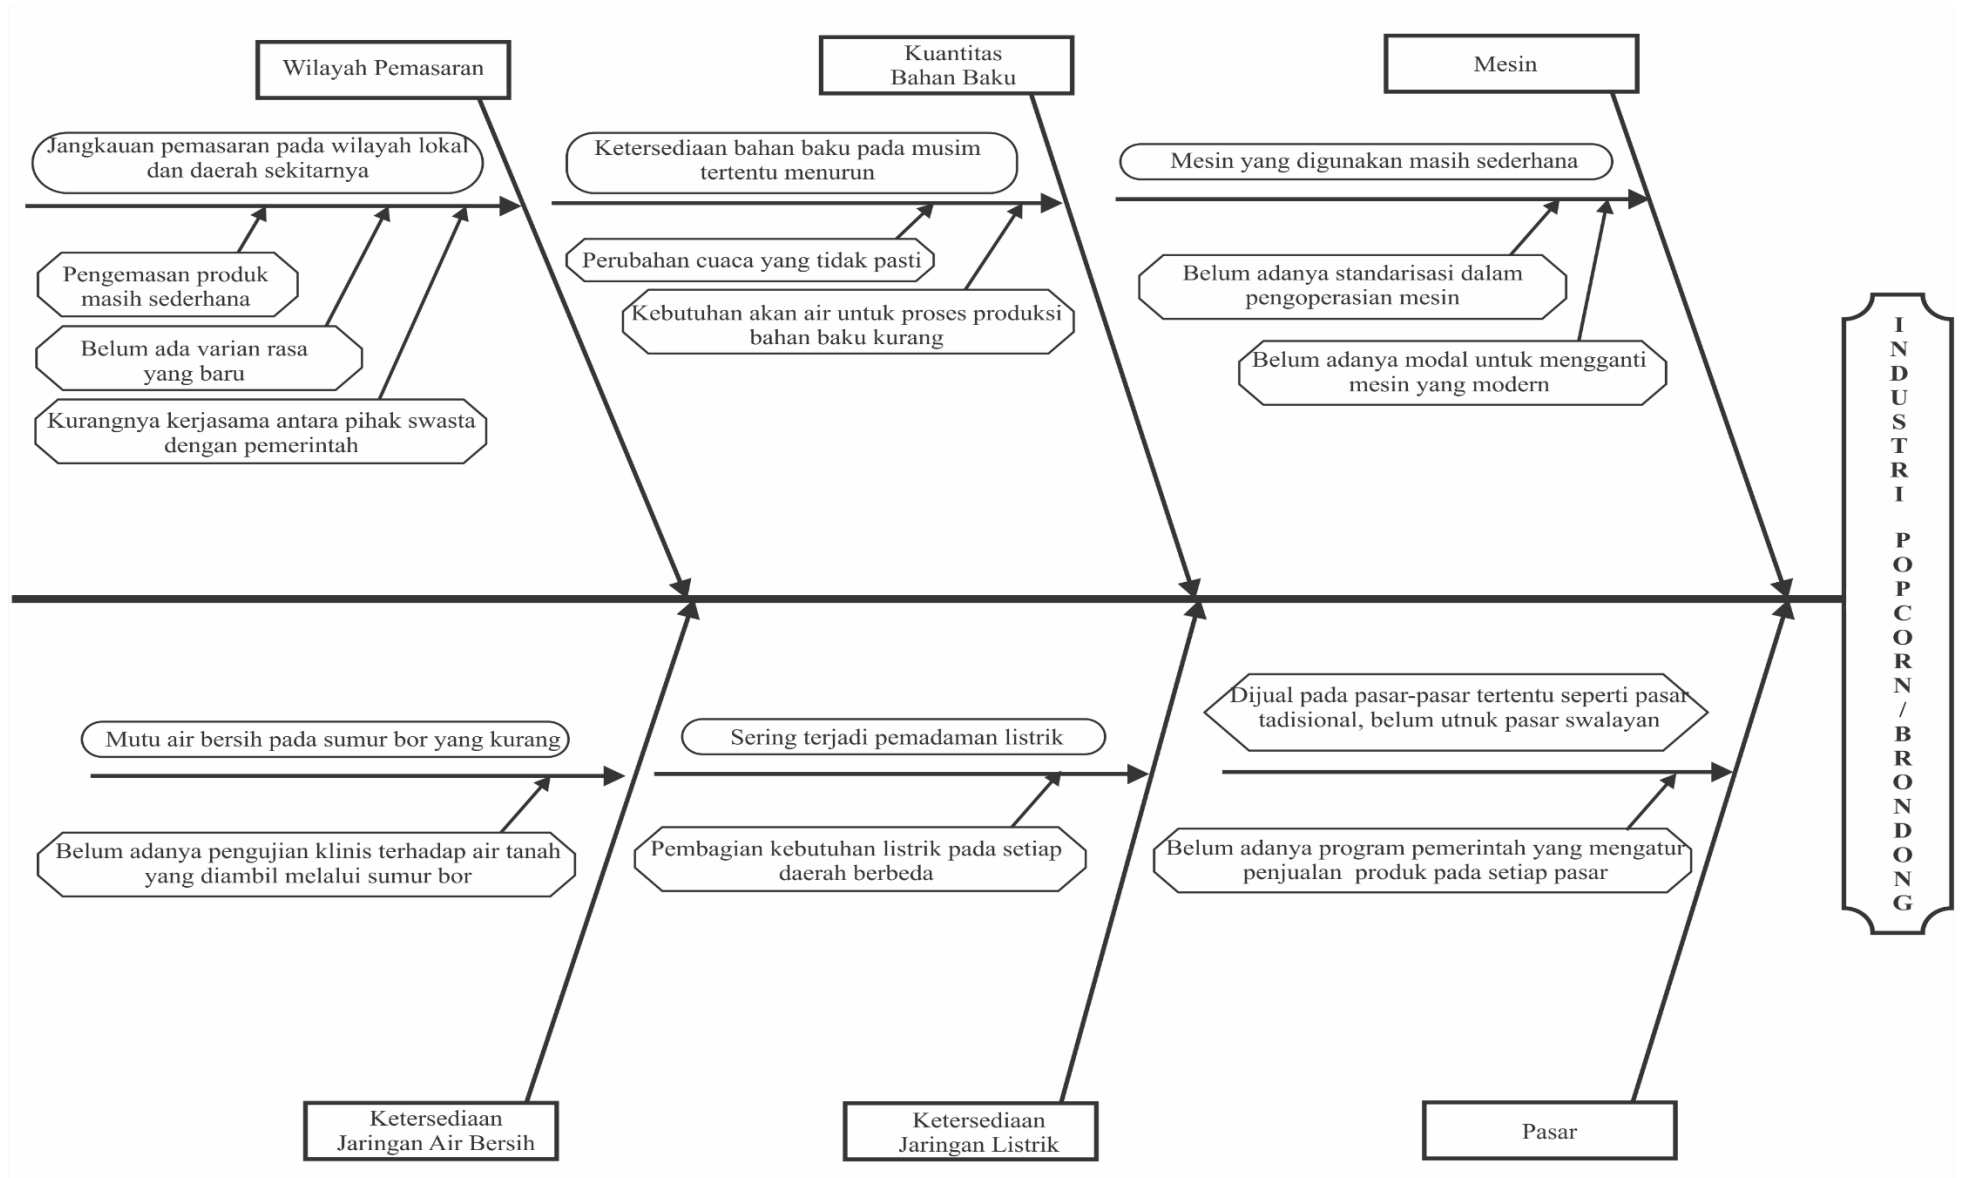 Wilayah Pemasaran
Jangkauan pemasaran pada wilayah lokal
dan daerah sekitarnya
Pengemasan produk
masih sederhana
Belum ada varian rasa
yang baru
Kurangnya kerjasama antara pihak swasta
dengan pemerintah
Kuantitas
Bahan Baku
Ketersediaan bahan baku pada musim
tertentu menurun
Perubahan cuaca yang tidak pasti
Kebutuhan akan air untuk proses produksi
bahan baku kurang
Mesin
Mesin yang digunakan masih sederhana
Belum adanya standarisasi dalam
pengoperasian mesin
Belum adanya modal untuk mengganti
mesin yang modern
INDUSTRI POPCORN/BRONDONG
Mutu air bersih pada sumur bor yang kurang
Belum adanya pengujian klinis terhadap air tanah
yang diambil melalui sumur bor
Ketersediaan
Jaringan Air Bersih
Sering terjadi pemadaman listrik
Pembagian kebutuhan listrik pada setiap
daerah berbeda
Ketersediaan
Jaringan Listrik
Dijual pada pasar-pasar tertentu seperti pasar
tadisional, belum utnuk pasar swalayan
Belum adanya program pemerintah yang mengatur
penjualan produk pada setiap pasar
Pasar